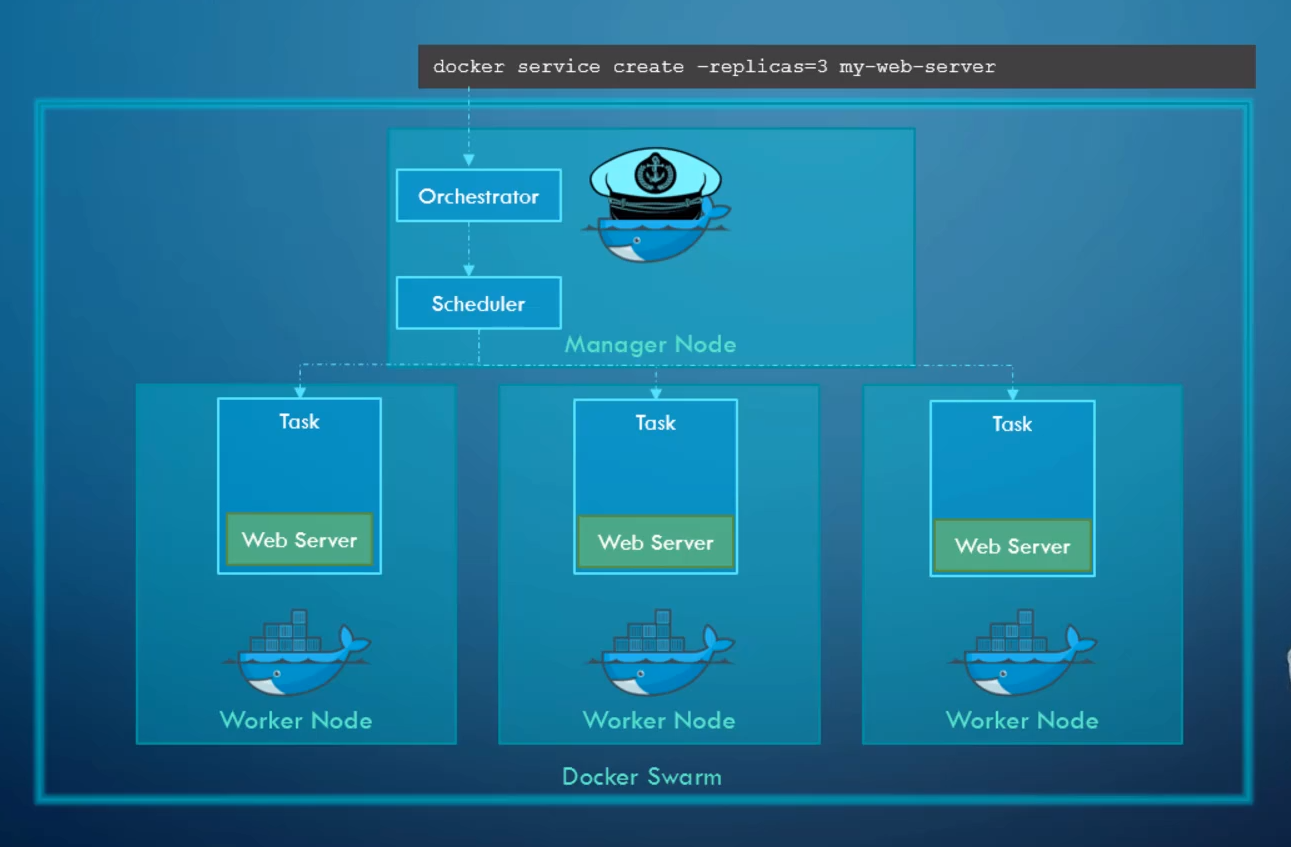 docker service create –replicas=3 my-web-server
Orchestrator
Scheduler
Manager Node
Task
Task
Task
Web Server
Web Server
Web Server
Worker Node
Worker Node
Worker Node
Docker Swarm